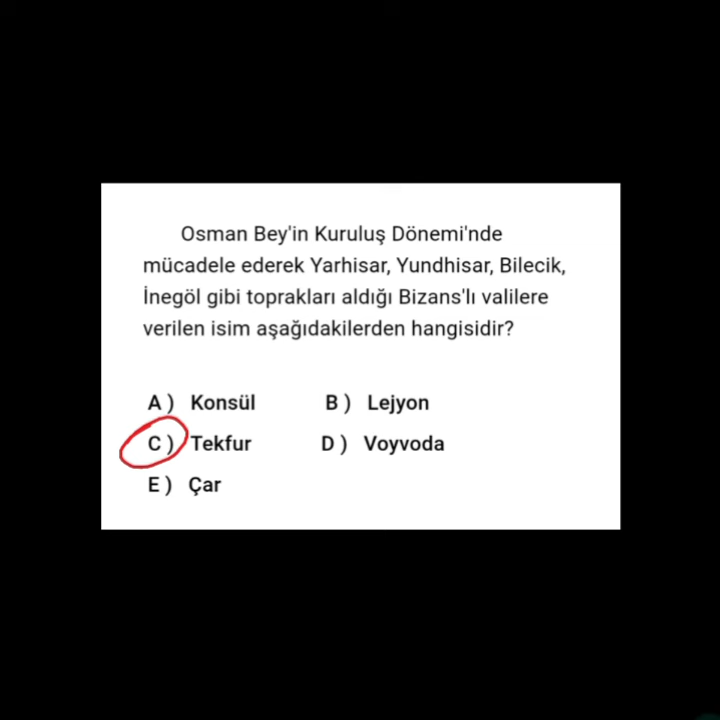 Osman Bey'in Kuruluş Dönemi'nde
mücadele ederek Yarhisar, Yundhisar, Bilecik,
İnegöl gibi toprakları aldığı Bizans'lı valilere
verilen isim aşağıdakilerden hangisidir?
A) Konsül B) Lejyon
C) Tekfur D) Voyvoda
E) Çar